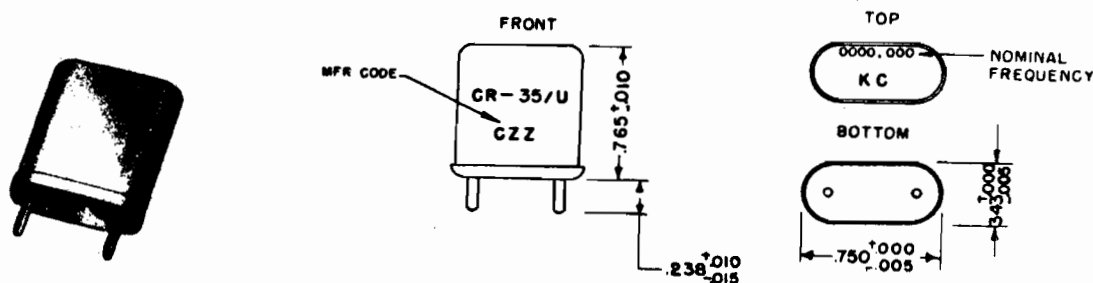 FRONT
MFR CODE
CR-35/U
CZZ
.765±.010
.238 +.010 -.015
TOP
0000.000
KC
NOMINAL
FREQUENCY
BOTTOM
.343 +.000 -.005
.750 +.000 -.005